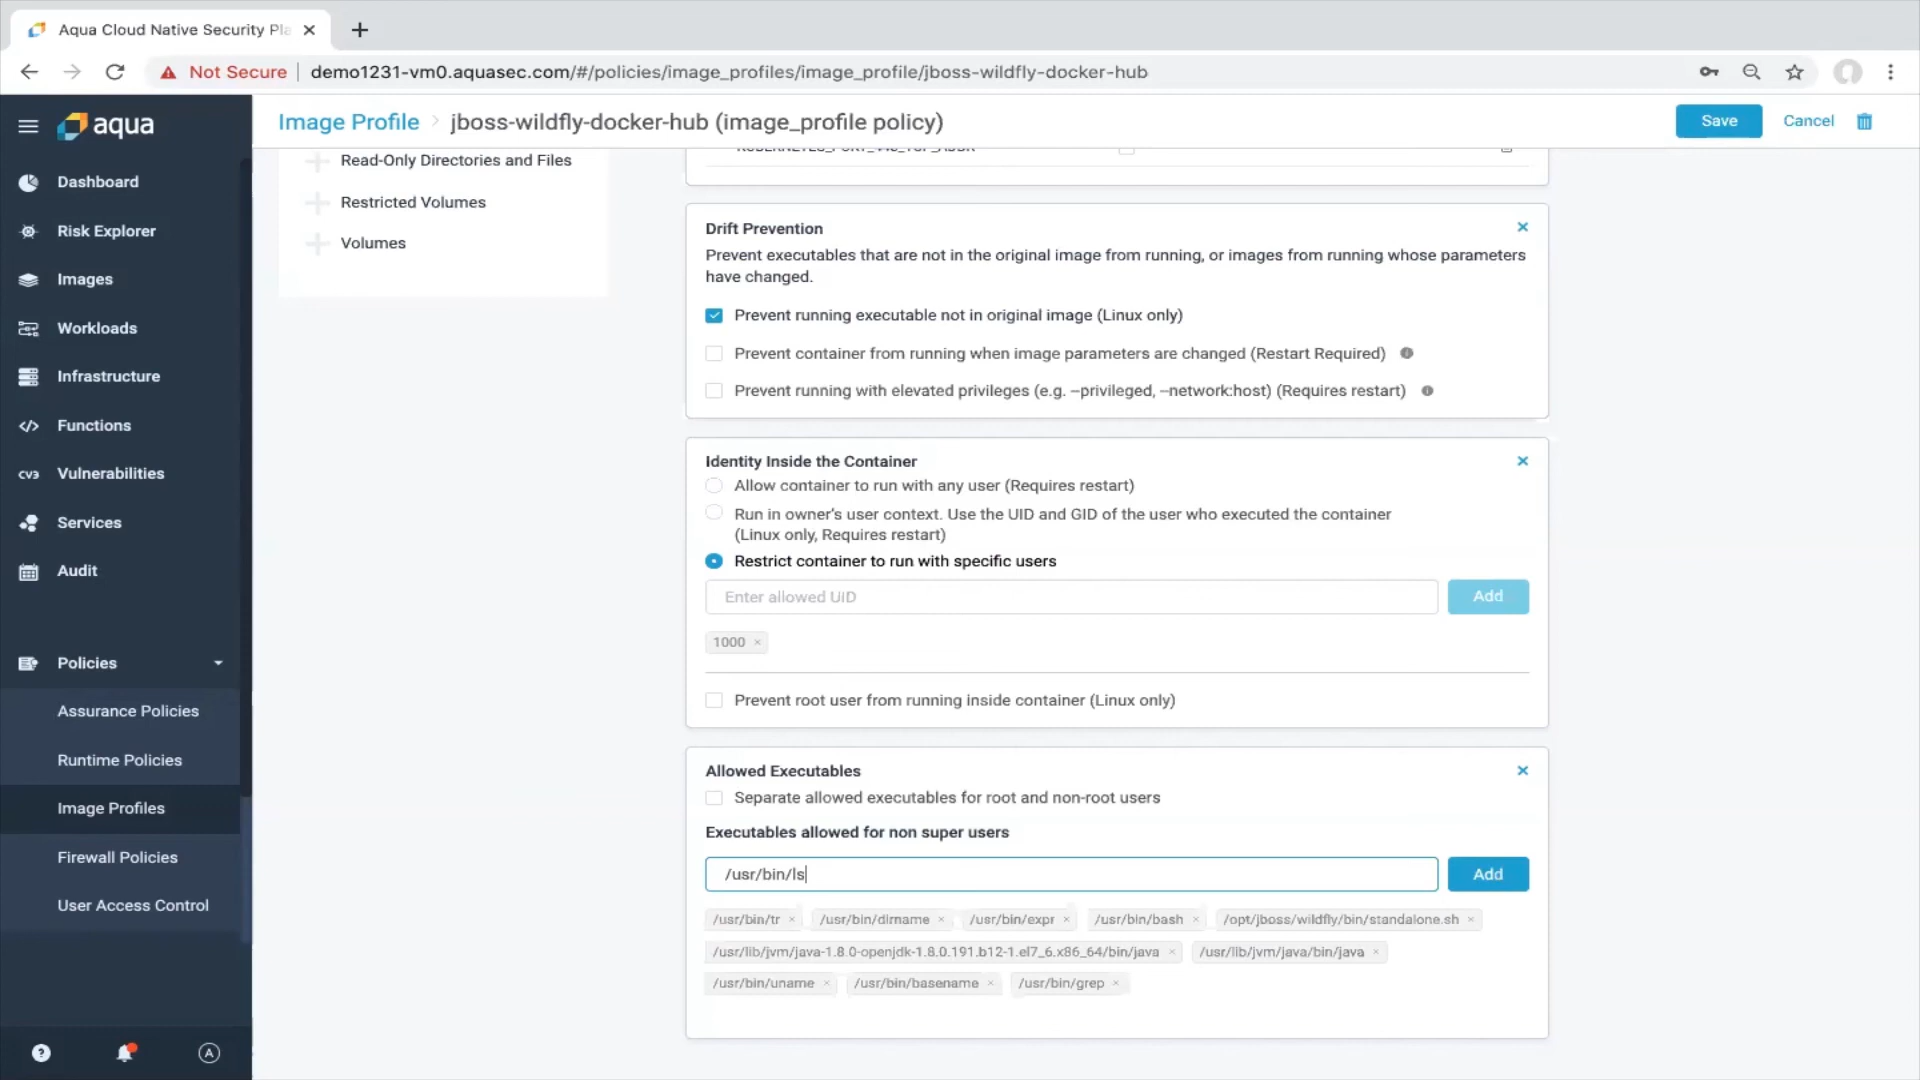 Aqua Cloud Native Security Pla
Not Secure
demo1231-vm0.aquasec.com/#/policies/image_profiles/image_profile/jboss-wildfly-docker-hub
aqua
Image Profile > jboss-wildfly-docker-hub (image_profile policy)
Save
Cancel
Dashboard
Risk Explorer
Images
Workloads
Infrastructure
Functions
CV3
Vulnerabilities
Services
Audit
Policies
Assurance Policies
Runtime Policies
Image Profiles
Firewall Policies
User Access Control
A
Read-Only Directories and Files
Restricted Volumes
Volumes
Drift Prevention
Prevent executables that are not in the original image from running, or images from running whose parameters
have changed.
Prevent running executable not in original image (Linux only)
Prevent container from running when image parameters are changed (Restart Required)
Prevent running with elevated privileges (e.g. –privileged, –network:host) (Requires restart)
Identity Inside the Container
Allow container to run with any user (Requires restart)
Run in owner's user context. Use the UID and GID of the user who executed the container
(Linux only, Requires restart)
Restrict container to run with specific users
Enter allowed UID
Add
1000 ×
Prevent root user from running inside container (Linux only)
Allowed Executables
Separate allowed executables for root and non-root users
Executables allowed for non super users
/usr/bin/ls
Add
/usr/bin/tr × /usr/bin/dirname × /usr/bin/expr × /usr/bin/bash × /opt/jboss/wildfly/bin/standalone.sh ×
/usr/lib/jvm/java-1.8.0-openjdk-1.8.0.191.b12-1.el7_6.x86_64/bin/java × /usr/lib/jvm/java/bin/java ×
/usr/bin/uname × /usr/bin/basename × /usr/bin/grep ×